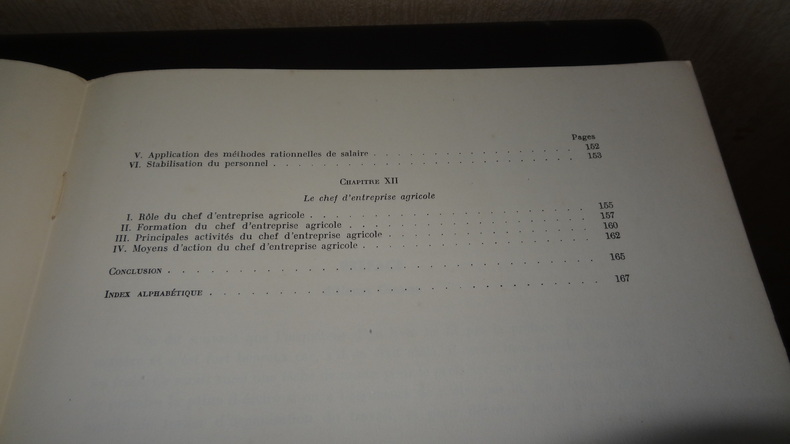 Pages
V. Application des méthodes rationnelles de salaire . . . . . . . . . . . . . . . 152
VI. Stabilisation du personnel . . . . . . . . . . . . . . . . . . . . . . 153
Chapitre XII
Le chef d'entreprise agricole
I. Rôle du chef d'entreprise agricole . . . . . . . . . . . . . . . . . . . . 155
II. Formation du chef d'entreprise agricole . . . . . . . . . . . . . . . . . 157
III. Principales activités du chef d'entreprise agricole . . . . . . . . . . . . . . 160
IV. Moyens d'action du chef d'entreprise agricole . . . . . . . . . . . . . . . . 162
Conclusion . . . . . . . . . . . . . . . . . . . . . . . . . . . . . . 165
Index alphabétique . . . . . . . . . . . . . . . . . . . . . . . . . . . 167